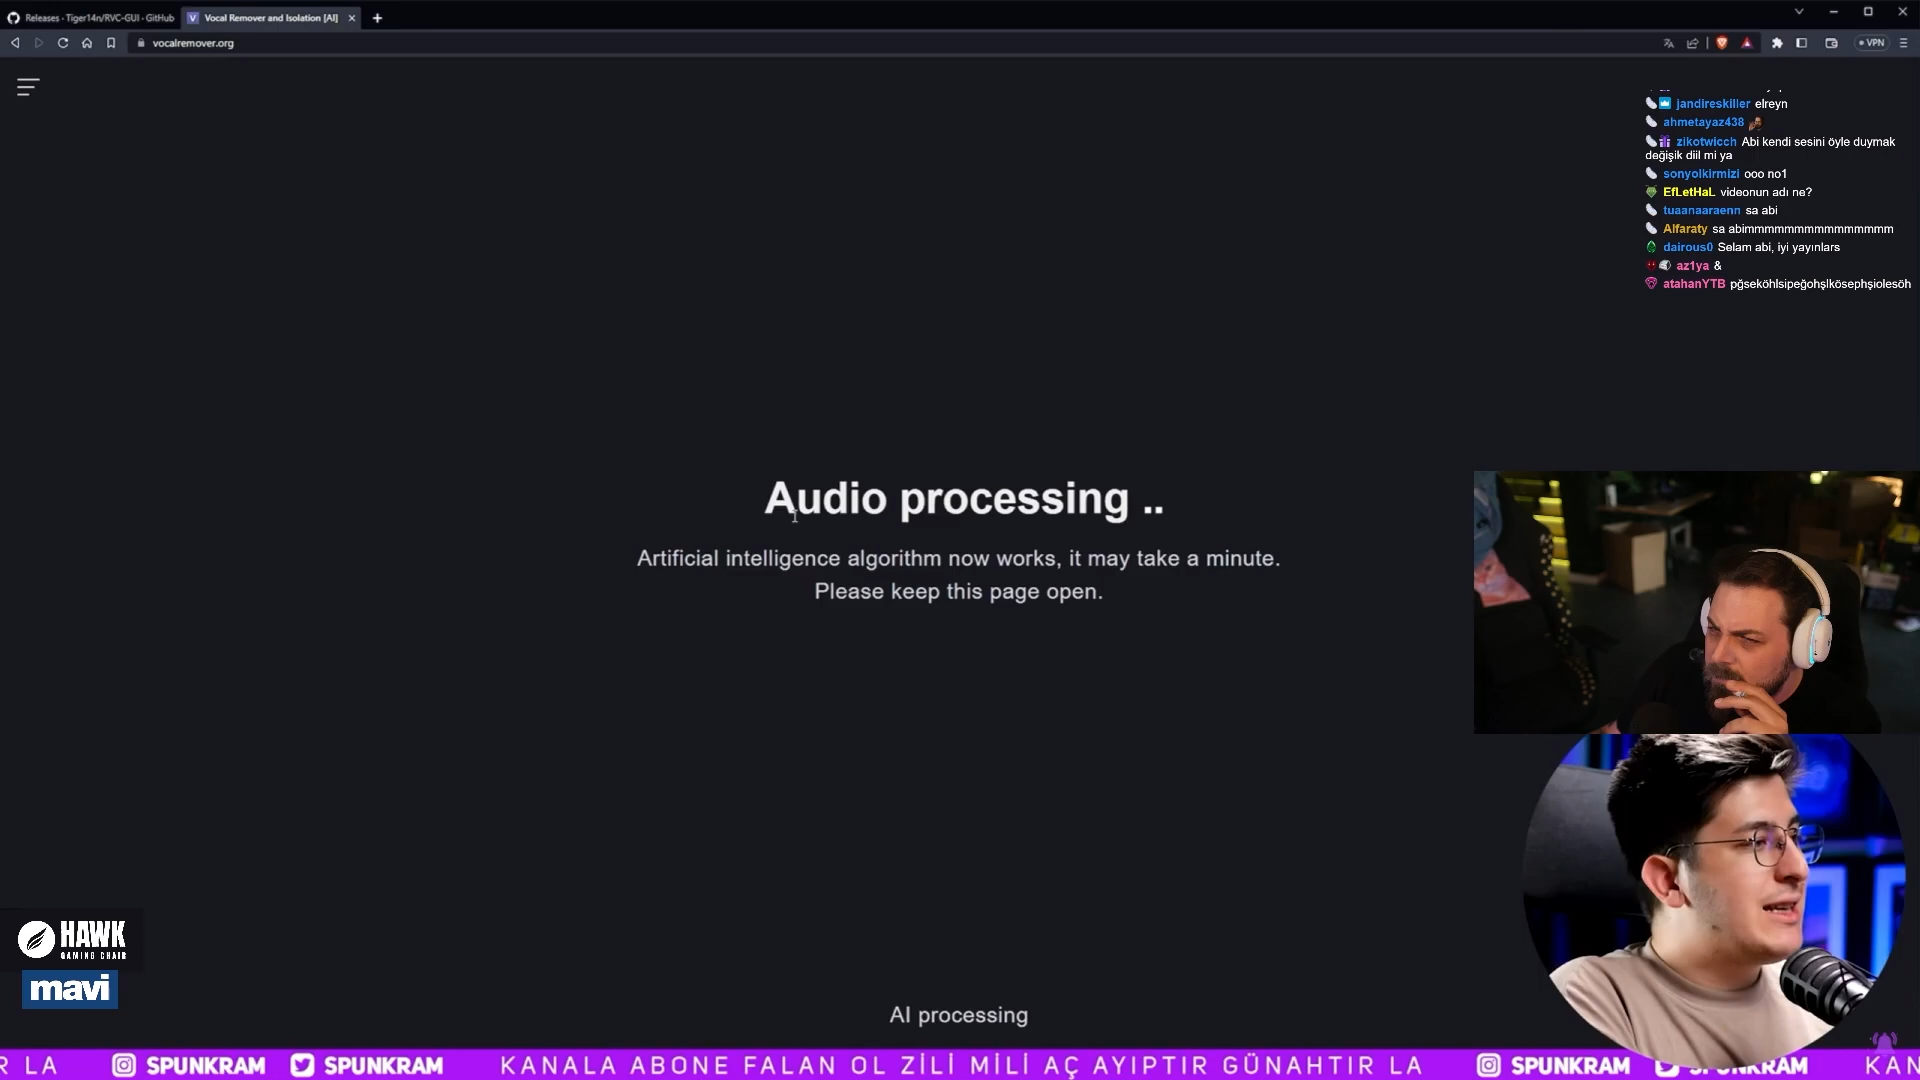 Releases · Tiger14n/RVC-GUI · GitHub
Vocal Remover and Isolation [AI]
vocalremover.org
VPN
jandireskiller elreyn
ahmetayaz438
zikotwicch Abi kendi sesini öyle duymak
değişik diil mi ya
sonyolkirmizi ooo no1
EfLetHaL videonun adı ne?
tuaanaaraenn sa abi
Alfaraty sa abimmmmmmmmmmmmmmmm
dairous0 Selam abi, iyi yayınlars
az1ya &
atahanYTB pğseköhlsipeğohşlkösephşiolesöh
Audio processing ..
Artificial intelligence algorithm now works, it may take a minute.
Please keep this page open.
HAWK
GAMING CHAIR
mavi
AI processing
R LA SPUNKRAM SPUNKRAM KANALA ABONE FALAN OL ZİLİ MİLİ AÇ AYIPTIR GÜNAHTIR LA SPUNKRAM SPUNKRAM KAN